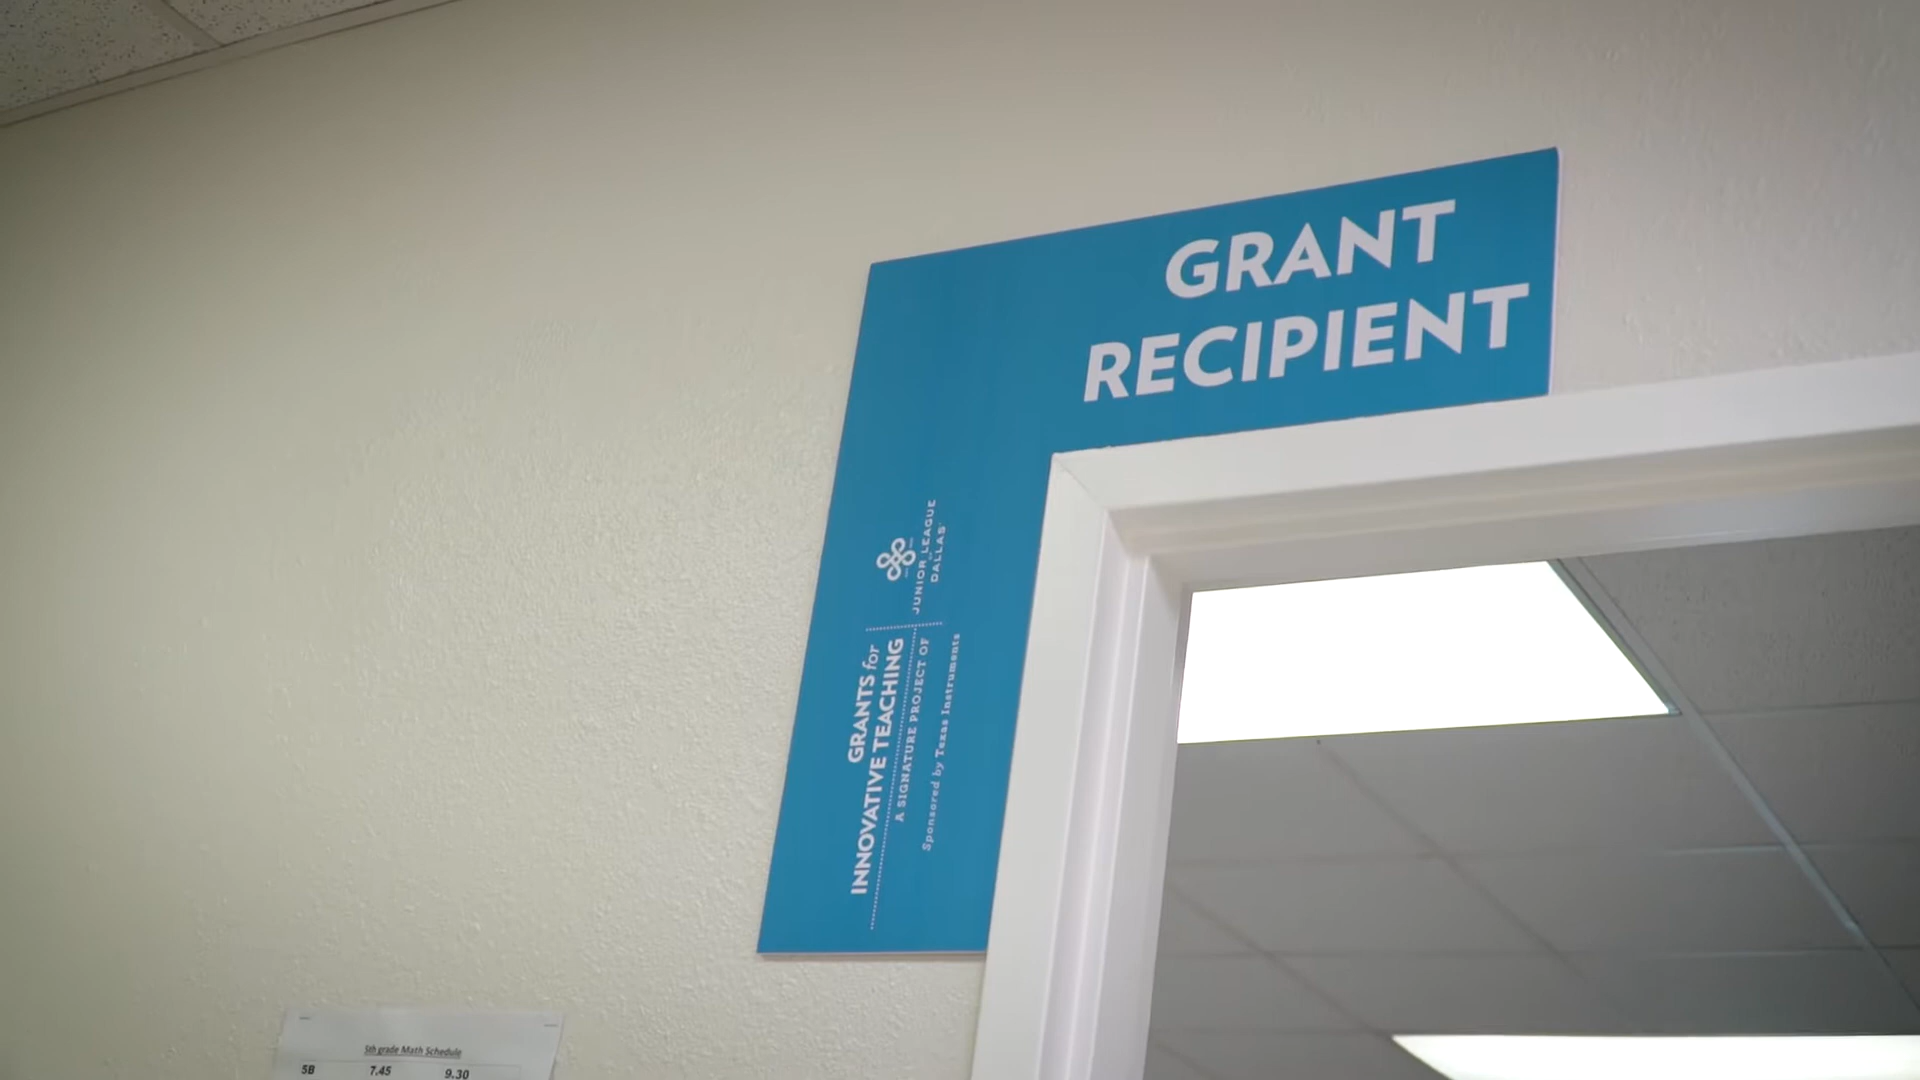 GRANT
RECIPIENT
GRANTS for
INNOVATIVE TEACHING
A SIGNATURE PROJECT OF
JUNIOR LEAGUE
DALLAS
Sponsored by Texas Instruments
5th grade Math Schedule
5B 7.45 9.30